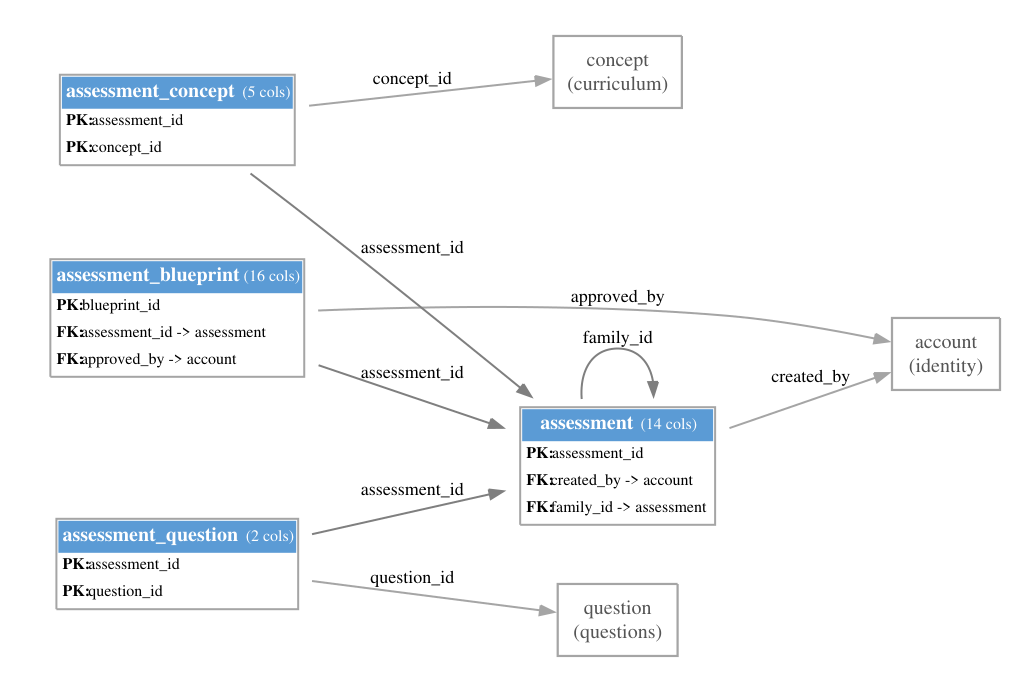 concept_id
concept
(curriculum)
assessment_concept (5 cols)
PK:assessment_id
PK:concept_id
assessment_id
assessment_blueprint (16 cols)
PK:blueprint_id
FK:assessment_id -> assessment
FK:approved_by -> account
approved_by
family_id
account
(identity)
assessment_id
created_by
assessment (14 cols)
PK:assessment_id
FK:created_by -> account
FK:family_id -> assessment
assessment_id
assessment_question (2 cols)
PK:assessment_id
PK:question_id
question_id
question
(questions)